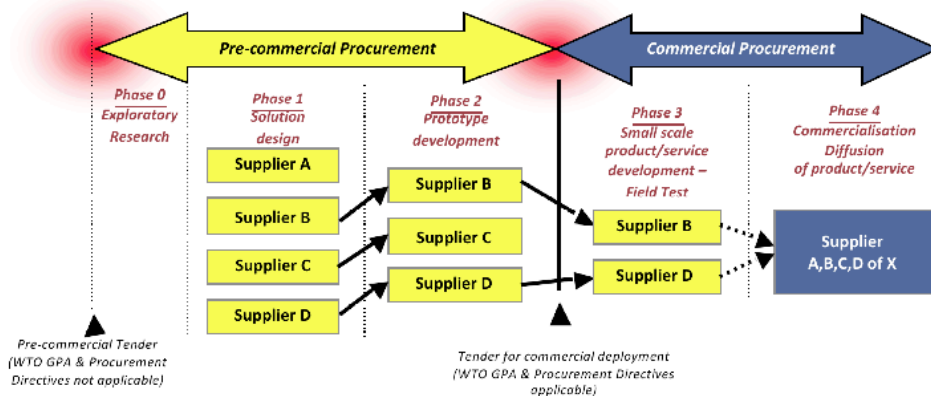 Pre-commercial Procurement
Commercial Procurement
Phase 0
Exploratory
Research
Phase 1
Solution
design
Phase 2
Prototype
development
Phase 3
Small scale
product/service
development –
Field Test
Phase 4
Commercialisation
Diffusion
of product/service
Supplier A
Supplier B
Supplier C
Supplier D
Supplier B
Supplier C
Supplier D
Supplier B
Supplier D
Supplier
A,B,C,D of X
Pre-commercial Tender
(WTO GPA & Procurement
Directives not applicable)
Tender for commercial deployment
(WTO GPA & Procurement Directives
applicable)